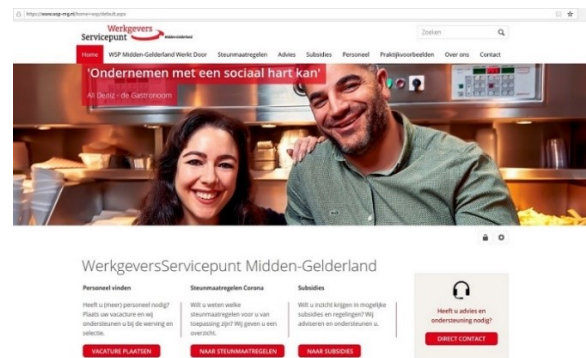 https://www.wsp-mg.nl/home-wsp/default.aspx
Werkgevers
Servicepunt
MIDDEN-GELDERLAND
Zoeken
Home WSP Midden-Gelderland Werkt Door Steunmaatregelen Advies Subsidies Personeel Praktijkvoorbeelden Over ons Contact
'Ondernemen met een sociaal hart kan'
Ali Deniz - de Gastronoom
WerkgeversServicepunt Midden-Gelderland
Personeel vinden
Heeft u (meer) personeel nodig?
Plaats uw vacature en wij
ondersteunen u bij de werving en
selectie.
VACATURE PLAATSEN
Steunmaatregelen Corona
Wilt u weten welke
steunmaatregelen voor u van
toepassing zijn? Wij geven u een
overzicht.
NAAR STEUNMAATREGELEN
Subsidies
Wilt u inzicht krijgen in mogelijke
subsidies en regelingen? Wij
adviseren en ondersteunen u.
NAAR SUBSIDIES
Heeft u advies en
ondersteuning nodig?
DIRECT CONTACT